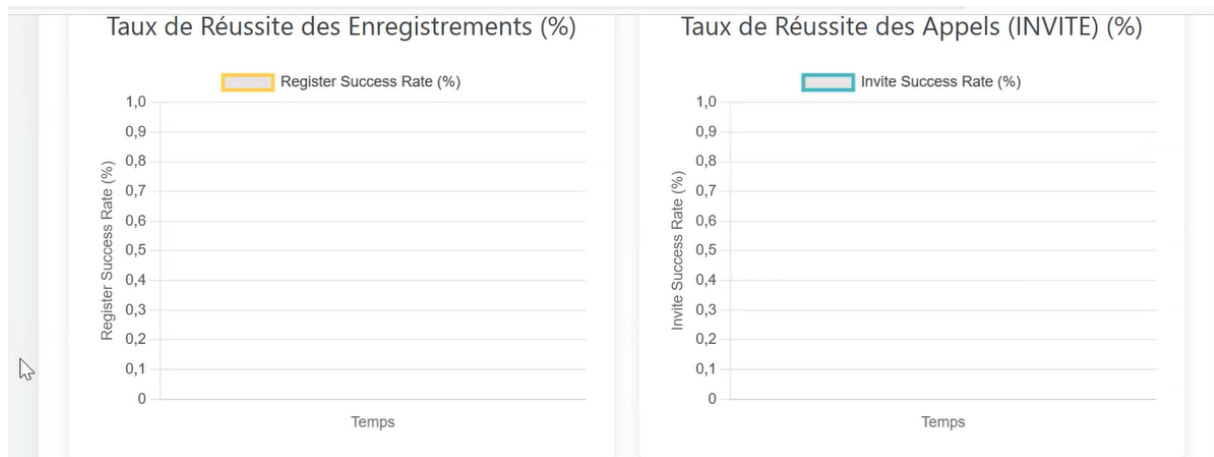 Taux de Réussite des Enregistrements (%)
Register Success Rate (%)
Register Success Rate (%)
1,0
0,9
0,8
0,7
0,6
0,5
0,4
0,3
0,2
0,1
0
Temps
Taux de Réussite des Appels (INVITE) (%)
Invite Success Rate (%)
Invite Success Rate (%)
1,0
0,9
0,8
0,7
0,6
0,5
0,4
0,3
0,2
0,1
0
Temps